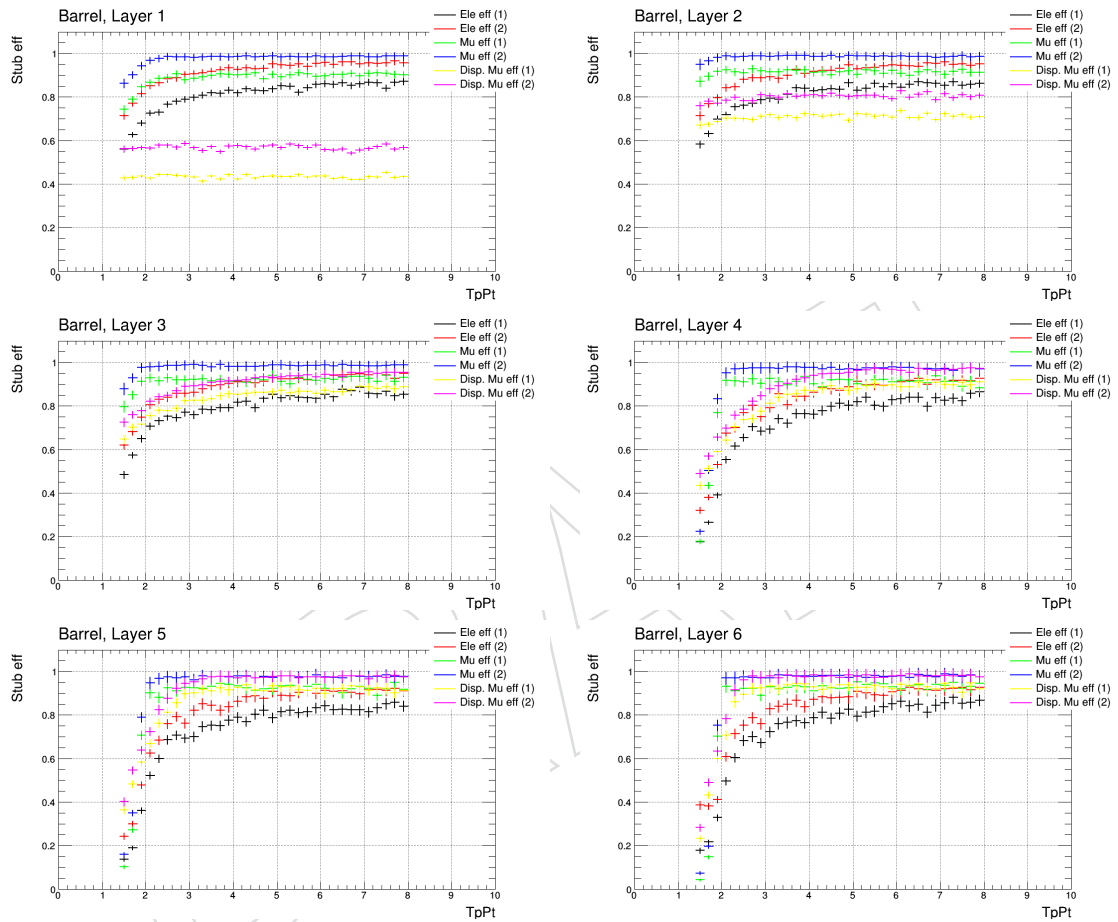 Barrel, Layer 1
Stub eff
Ele eff (1)
Ele eff (2)
Mu eff (1)
Mu eff (2)
Disp. Mu eff (1)
Disp. Mu eff (2)
1
0.8
0.6
0.4
0.2
0
0 1 2 3 4 5 6 7 8 9 10
TpPt
Barrel, Layer 2
Stub eff
Ele eff (1)
Ele eff (2)
Mu eff (1)
Mu eff (2)
Disp. Mu eff (1)
Disp. Mu eff (2)
1
0.8
0.6
0.4
0.2
0
0 1 2 3 4 5 6 7 8 9 10
TpPt
Barrel, Layer 3
Stub eff
Ele eff (1)
Ele eff (2)
Mu eff (1)
Mu eff (2)
Disp. Mu eff (1)
Disp. Mu eff (2)
1
0.8
0.6
0.4
0.2
0
0 1 2 3 4 5 6 7 8 9 10
TpPt
Barrel, Layer 4
Stub eff
Ele eff (1)
Ele eff (2)
Mu eff (1)
Mu eff (2)
Disp. Mu eff (1)
Disp. Mu eff (2)
1
0.8
0.6
0.4
0.2
0
0 1 2 3 4 5 6 7 8 9 10
TpPt
Barrel, Layer 5
Stub eff
Ele eff (1)
Ele eff (2)
Mu eff (1)
Mu eff (2)
Disp. Mu eff (1)
Disp. Mu eff (2)
1
0.8
0.6
0.4
0.2
0
0 1 2 3 4 5 6 7 8 9 10
TpPt
Barrel, Layer 6
Stub eff
Ele eff (1)
Ele eff (2)
Mu eff (1)
Mu eff (2)
Disp. Mu eff (1)
Disp. Mu eff (2)
1
0.8
0.6
0.4
0.2
0
0 1 2 3 4 5 6 7 8 9 10
TpPt